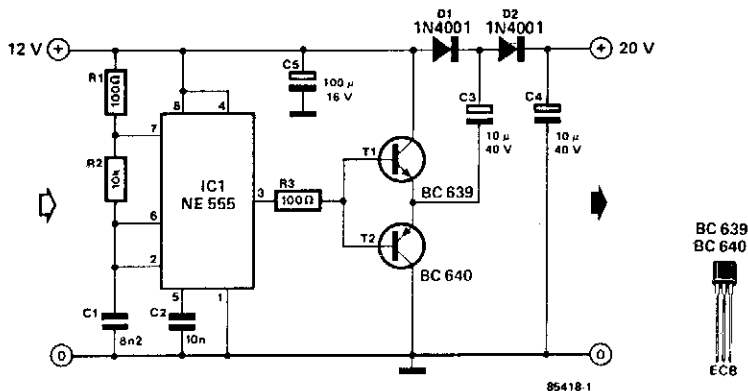 D1
1N4001
D2
1N4001
12 V
+
+
20 V
R1
100Ω
C5
100 µ
16 V
8
4
7
C3
10 µ
40 V
C4
10 µ
40 V
R2
10k
IC1
NE 555
3
R3
100Ω
T1
BC 639
6
2
T2
BC 640
5
1
C1
8n2
C2
10n
0
0
85418-1
BC 639
BC 640
ECB